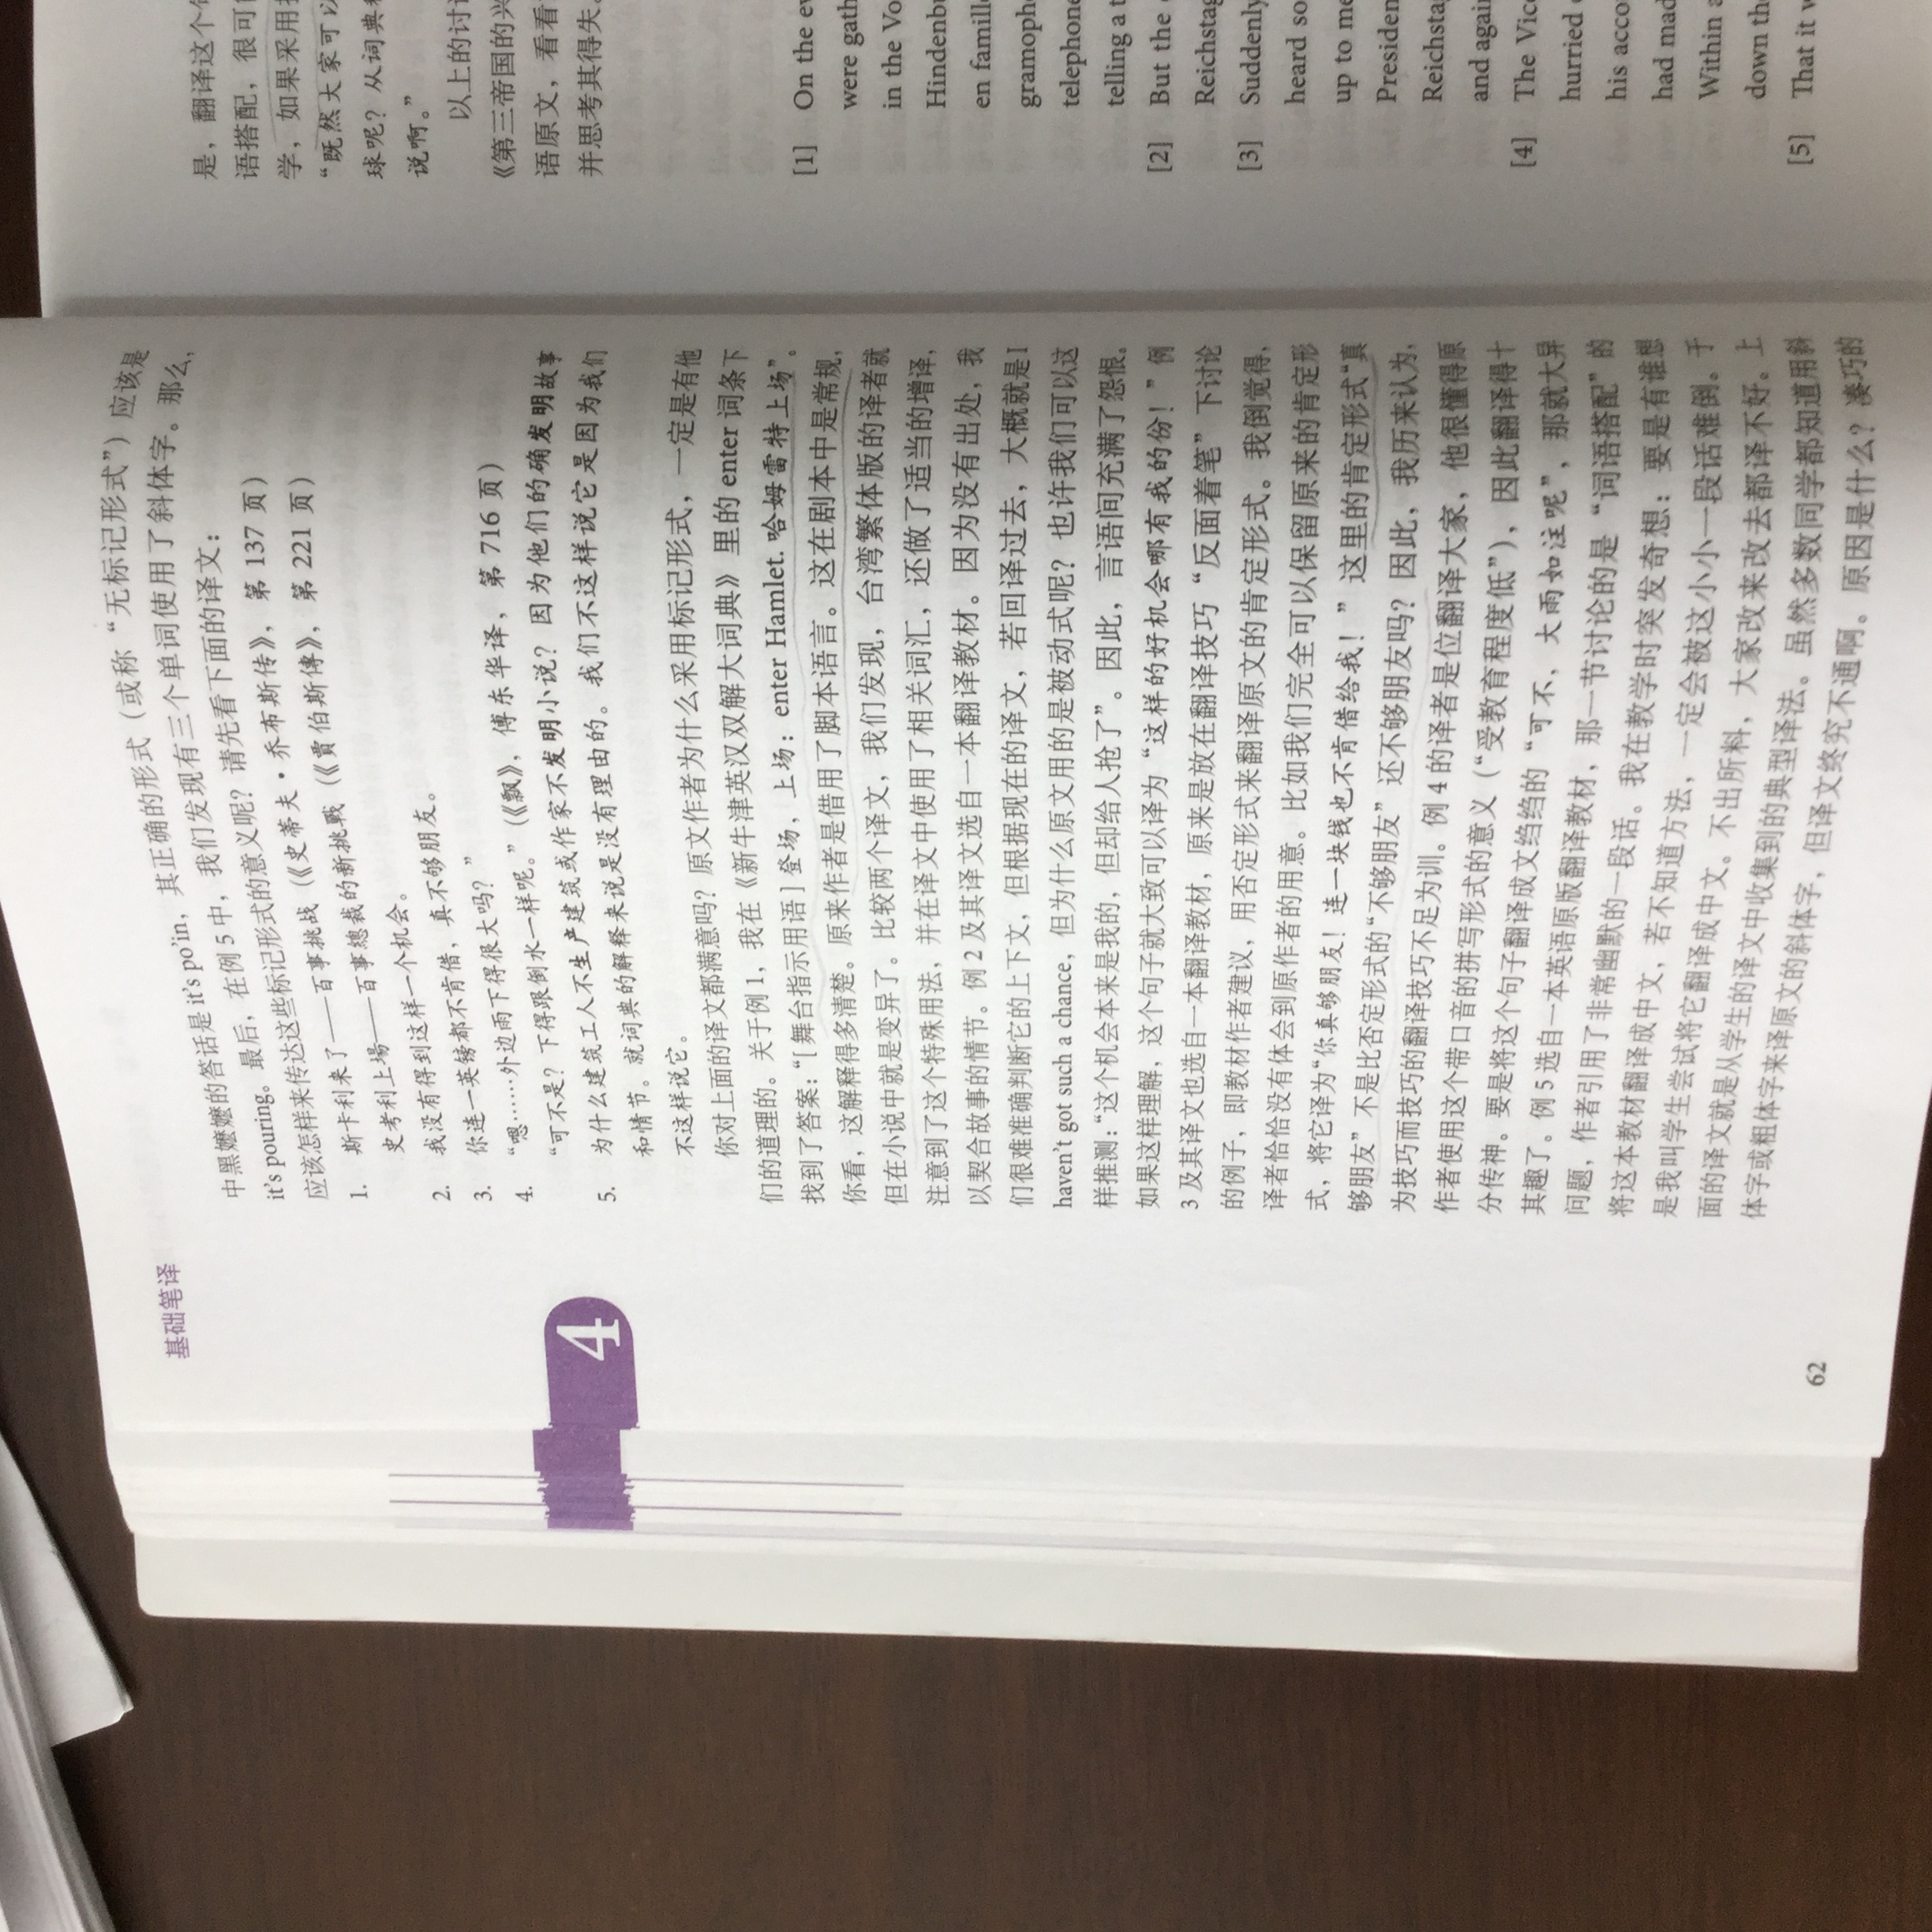 基础笔译
4
中黑嬷嬷的答话是it's po'in, 其正确的形式（或称“无标记形式”）应该是
it's pouring。最后，在例 5 中，我们发现有三个单词使用了斜体字。那么，
应该怎样来传达这些标记形式的意义呢？请先看下面的译文：
1. 斯卡利来了——百事挑战（《史蒂夫·乔布斯传》，第 137 页）
史考利上場——百事總裁的新挑戰（《賈伯斯傳》，第 221 页）
2. 我没有得到这样一个机会。
3. 你连一英镑都不肯借，真不够朋友。
4. “嗯……外边雨下得很大吗？”
“可不是？下得跟倒水一样呢。”（《飘》，傅东华译，第 716 页）
5. 为什么建筑工人不生产建筑或作家不发明小说？因为他们的确发明故事
和情节。就词典的解释来说是没有理由的。我们不这样说它是因为我们
不这样说它。
你对上面的译文都满意吗？原文作者为什么采用标记形式，一定是有他
们的道理的。关于例 1，我在《新牛津英汉双解大词典》里的 enter 词条下
找到了答案：“[ 舞台指示用语 ] 登场，上场：enter Hamlet. 哈姆雷特上场”。
你看，这解释得多清楚。原来作者是借用了脚本语言。这在剧本中是常规，
但在小说中就是变异了。比较两个译文，我们发现，台湾繁体版的译者就
注意到了这个特殊用法，并在译文中使用了相关词汇，还做了适当的增译，
以契合故事的情节。例 2 及其译文选自一本翻译教材。因为没有出处，我
们很难准确判断它的上下文，但根据现在的译文，若回译过去，大概就是I
haven't got such a chance，但为什么原文用的是被动式呢？也许我们可以这
样推测：“这个机会本来是我的，但却给人抢了”。因此，言语间充满了怨恨。
如果这样理解，这个句子就大致可以译为“这样的好机会哪有我的份！”例
3 及其译文也选自一本翻译教材，原来是放在翻译技巧“反面着笔”下讨论
的例子，即教材作者建议，用否定形式来翻译原文的肯定形式。我倒觉得，
译者恰恰没有体会到原作者的用意。比如我们完全可以保留原来的肯定形
式，将它译为“你真够朋友！连一块钱也不肯借给我！”这里的肯定形式“真
够朋友”不是比否定形式的“不够朋友”还不够朋友吗？因此，我历来认为，
为技巧而技巧的翻译技巧不足为训。例 4 的译者是位翻译大家，他很懂得原
作者使用这个带口音的拼写形式的意义（“受教育程度低”），因此翻译得十
分传神。要是将这个句子翻译成文绉绉的“可不，大雨如注呢”，那就大异
其趣了。例 5 选自一本英语原版翻译教材，那一节讨论的是“词语搭配”的
问题，作者引用了非常幽默的一段话。我在教学时突发奇想：要是有谁想
将这本教材翻译成中文，若不知道方法，一定会被这小小一段话难倒。于
是我叫学生尝试将它翻译成中文。不出所料，大家改来改去都译不好。上
面的译文就是从学生的译文中收集到的典型译法。虽然多数同学都知道用斜
体字或粗体字来译原文的斜体字，但译文终究不通啊。原因是什么？凑巧的
62
是，翻译这个
语搭配，很可
学，如果采用
“既然大家可以
球呢？从词典
说啊。”
以上的讨
《第三帝国的兴
语原文，看看
并思考其得失。
[1] On the
were gath
in the
Hindenbu
en famill
gramoph
telephone
telling a
[2] But the
Reichstag
[3] Suddenly
heard so
up to me
Presiden
Reichsta
and again
[4] The Vic
hurried
his acco
had mad
Within a
down th
[5] That it